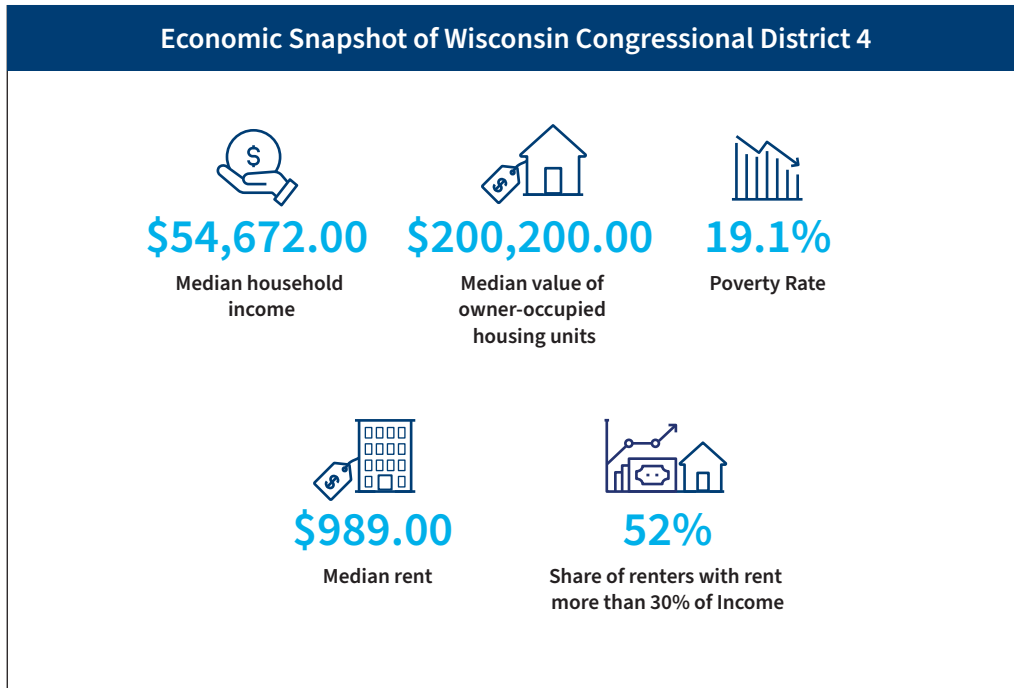 Economic Snapshot of Wisconsin Congressional District 4
$
$
$54,672.00
Median household
income
$200,200.00
Median value of
owner-occupied
housing units
19.1%
Poverty Rate
$
$989.00
Median rent
52%
Share of renters with rent
more than 30% of Income